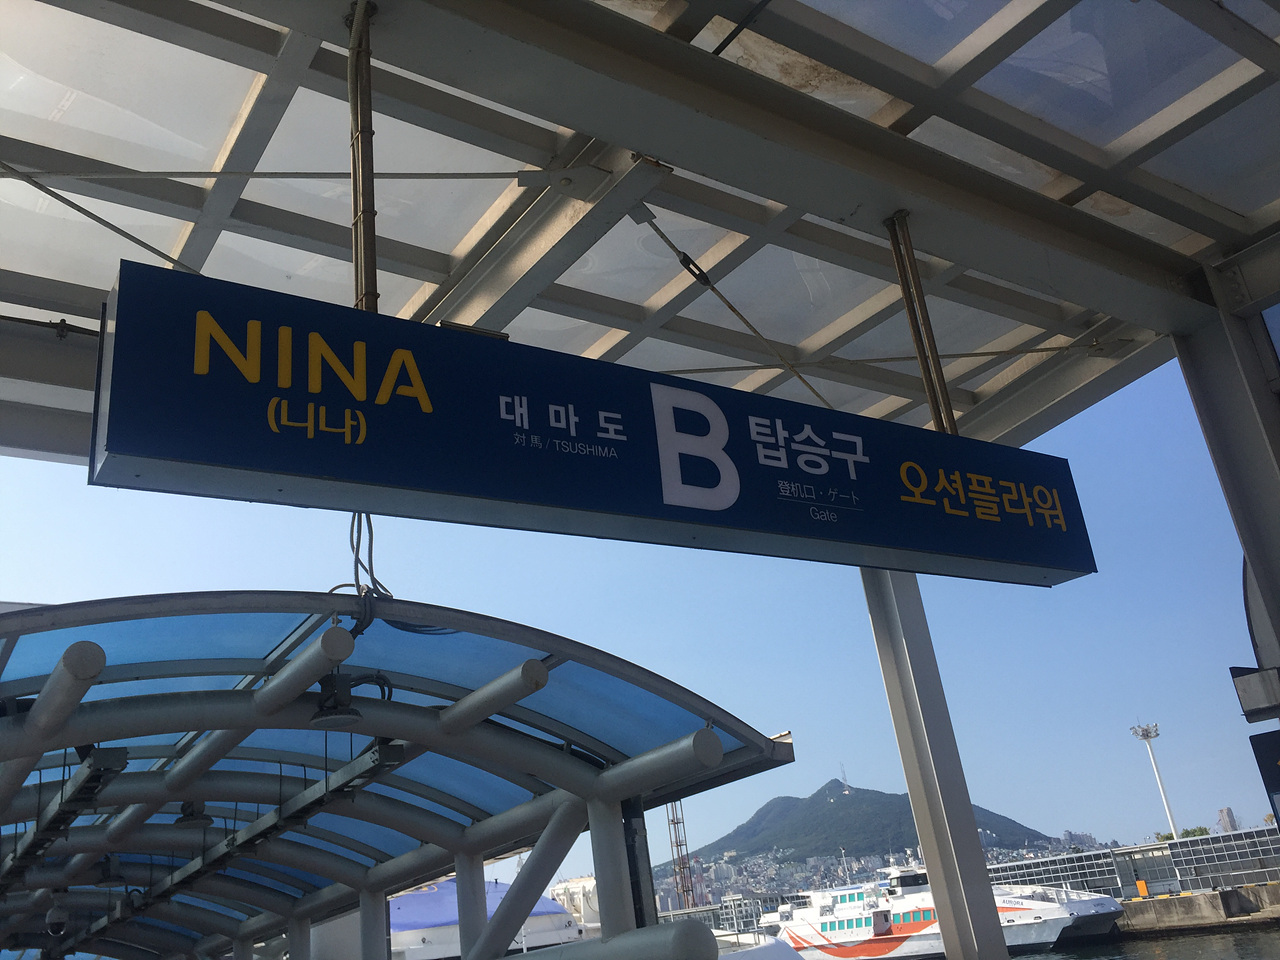 NINA
(니나)
대마도
対馬 / TSUSHIMA
B
탑승구
登机口・ゲート
Gate
오션플라워
AURORA